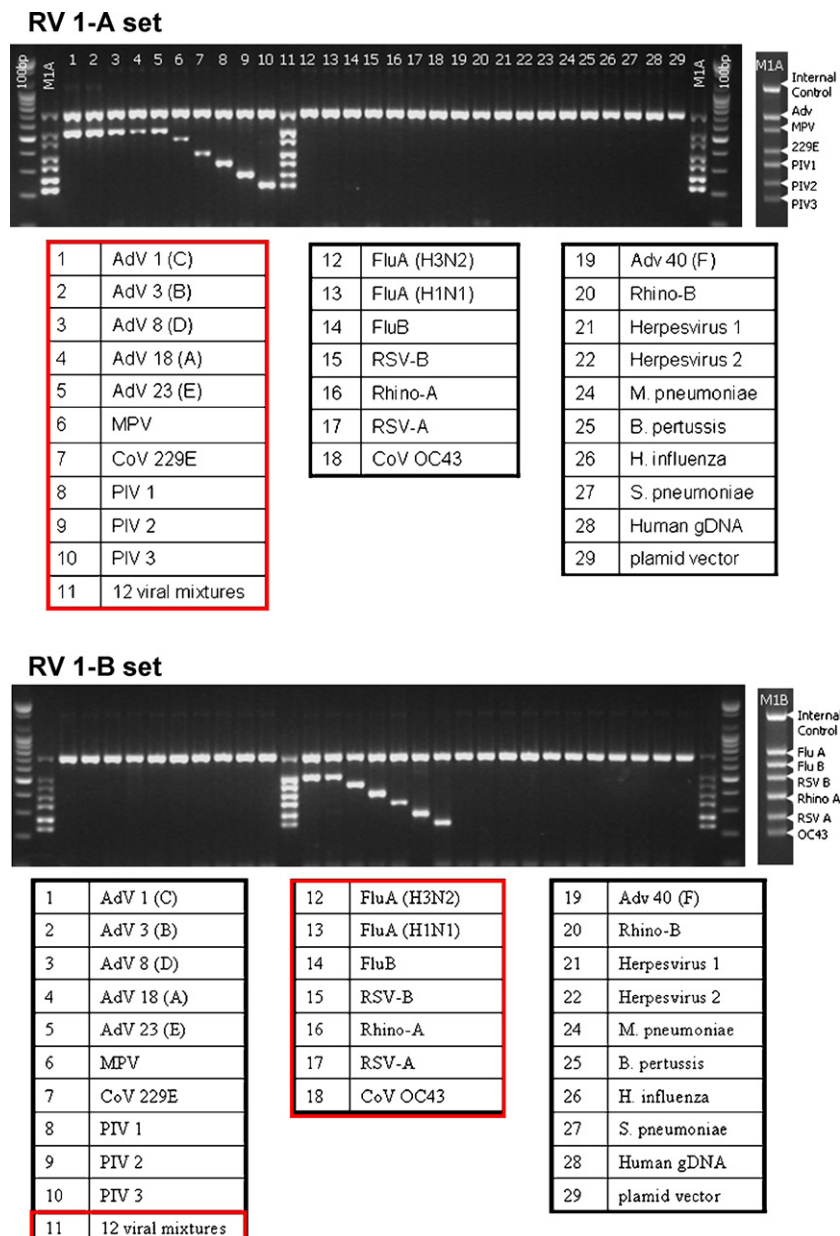 RV 1-A set
100bp M1A 1 2 3 4 5 6 7 8 9 10 11 12 13 14 15 16 17 18 19 20 21 22 23 24 25 26 27 28 29 M1A 100bp
M1A
Internal
Control
Adv
MPV
229E
PIV1
PIV2
PIV3
1 AdV 1 (C)
2 AdV 3 (B)
3 AdV 8 (D)
4 AdV 18 (A)
5 AdV 23 (E)
6 MPV
7 CoV 229E
8 PIV 1
9 PIV 2
10 PIV 3
11 12 viral mixtures
12 FluA (H3N2)
13 FluA (H1N1)
14 FluB
15 RSV-B
16 Rhino-A
17 RSV-A
18 CoV OC43
19 Adv 40 (F)
20 Rhino-B
21 Herpesvirus 1
22 Herpesvirus 2
24 M. pneumoniae
25 B. pertussis
26 H. influenza
27 S. pneumoniae
28 Human gDNA
29 plamid vector
RV 1-B set
M1B
Internal
Control
Flu A
Flu B
RSV B
Rhino A
RSV A
OC43
1 AdV 1 (C)
2 AdV 3 (B)
3 AdV 8 (D)
4 AdV 18 (A)
5 AdV 23 (E)
6 MPV
7 CoV 229E
8 PIV 1
9 PIV 2
10 PIV 3
11 12 viral mixtures
12 FluA (H3N2)
13 FluA (H1N1)
14 FluB
15 RSV-B
16 Rhino-A
17 RSV-A
18 CoV OC43
19 Adv 40 (F)
20 Rhino-B
21 Herpesvirus 1
22 Herpesvirus 2
24 M. pneumoniae
25 B. pertussis
26 H. influenza
27 S. pneumoniae
28 Human gDNA
29 plamid vector